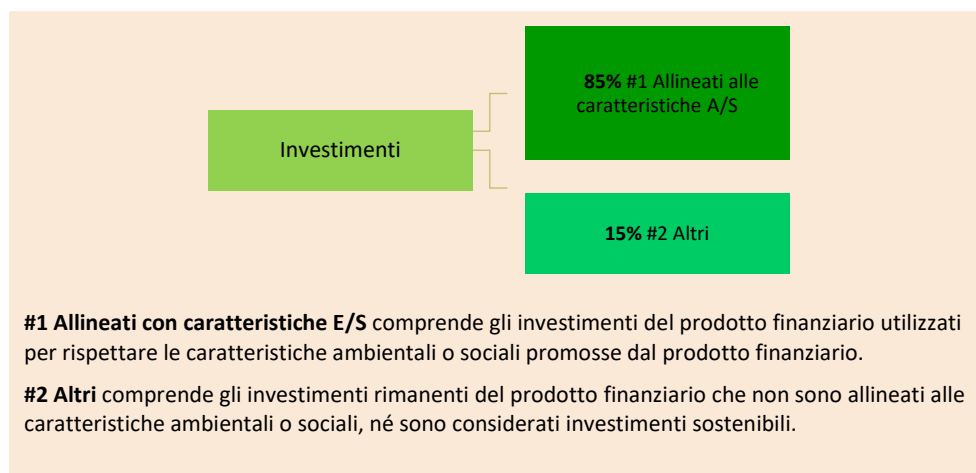 85% #1 Allineati alle
caratteristiche A/S
Investimenti
15% #2 Altri
#1 Allineati con caratteristiche E/S comprende gli investimenti del prodotto finanziario utilizzati
per rispettare le caratteristiche ambientali o sociali promosse dal prodotto finanziario.
#2 Altri comprende gli investimenti rimanenti del prodotto finanziario che non sono allineati alle
caratteristiche ambientali o sociali, né sono considerati investimenti sostenibili.